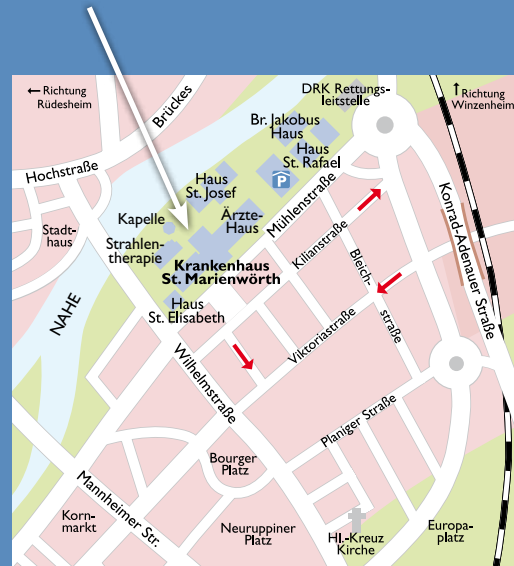 ← Richtung
Rüdesheim
Brückes
DRK Rettungs-
leitstelle
↑ Richtung
Winzenheim
Br. Jakobus
Haus
Haus
St. Rafael
P
Hochstraße
Haus
St. Josef
Ärzte-
Haus
Mühlenstraße
Kapelle
Stadt-
haus
Strahlen-
therapie
Krankenhaus
St. Marienwörth
Kilianstraße
Bleich-
straße
Konrad-Adenauer Straße
NAHE
Haus
St. Elisabeth
Viktoriastraße
Wilhelmstraße
Planiger Straße
Bourger
Platz
Mannheimer Str.
Korn-
markt
Neuruppiner
Platz
Hl.-Kreuz
Kirche
Europa-
platz